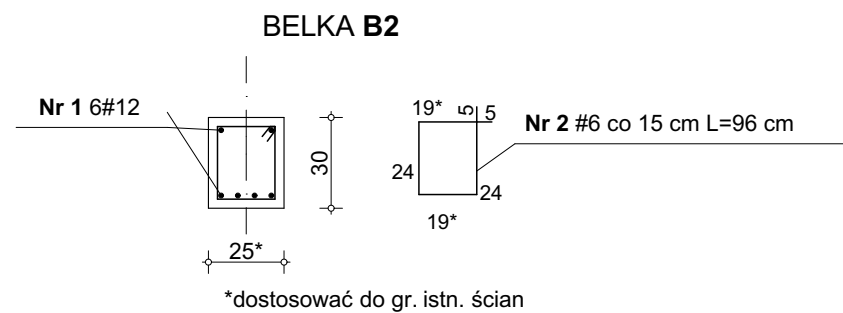 BELKA B2
Nr 1 6#12
30
25*
19*
5
5
24
24
19*
Nr 2 #6 co 15 cm L=96 cm
*dostosować do gr. istn. ścian